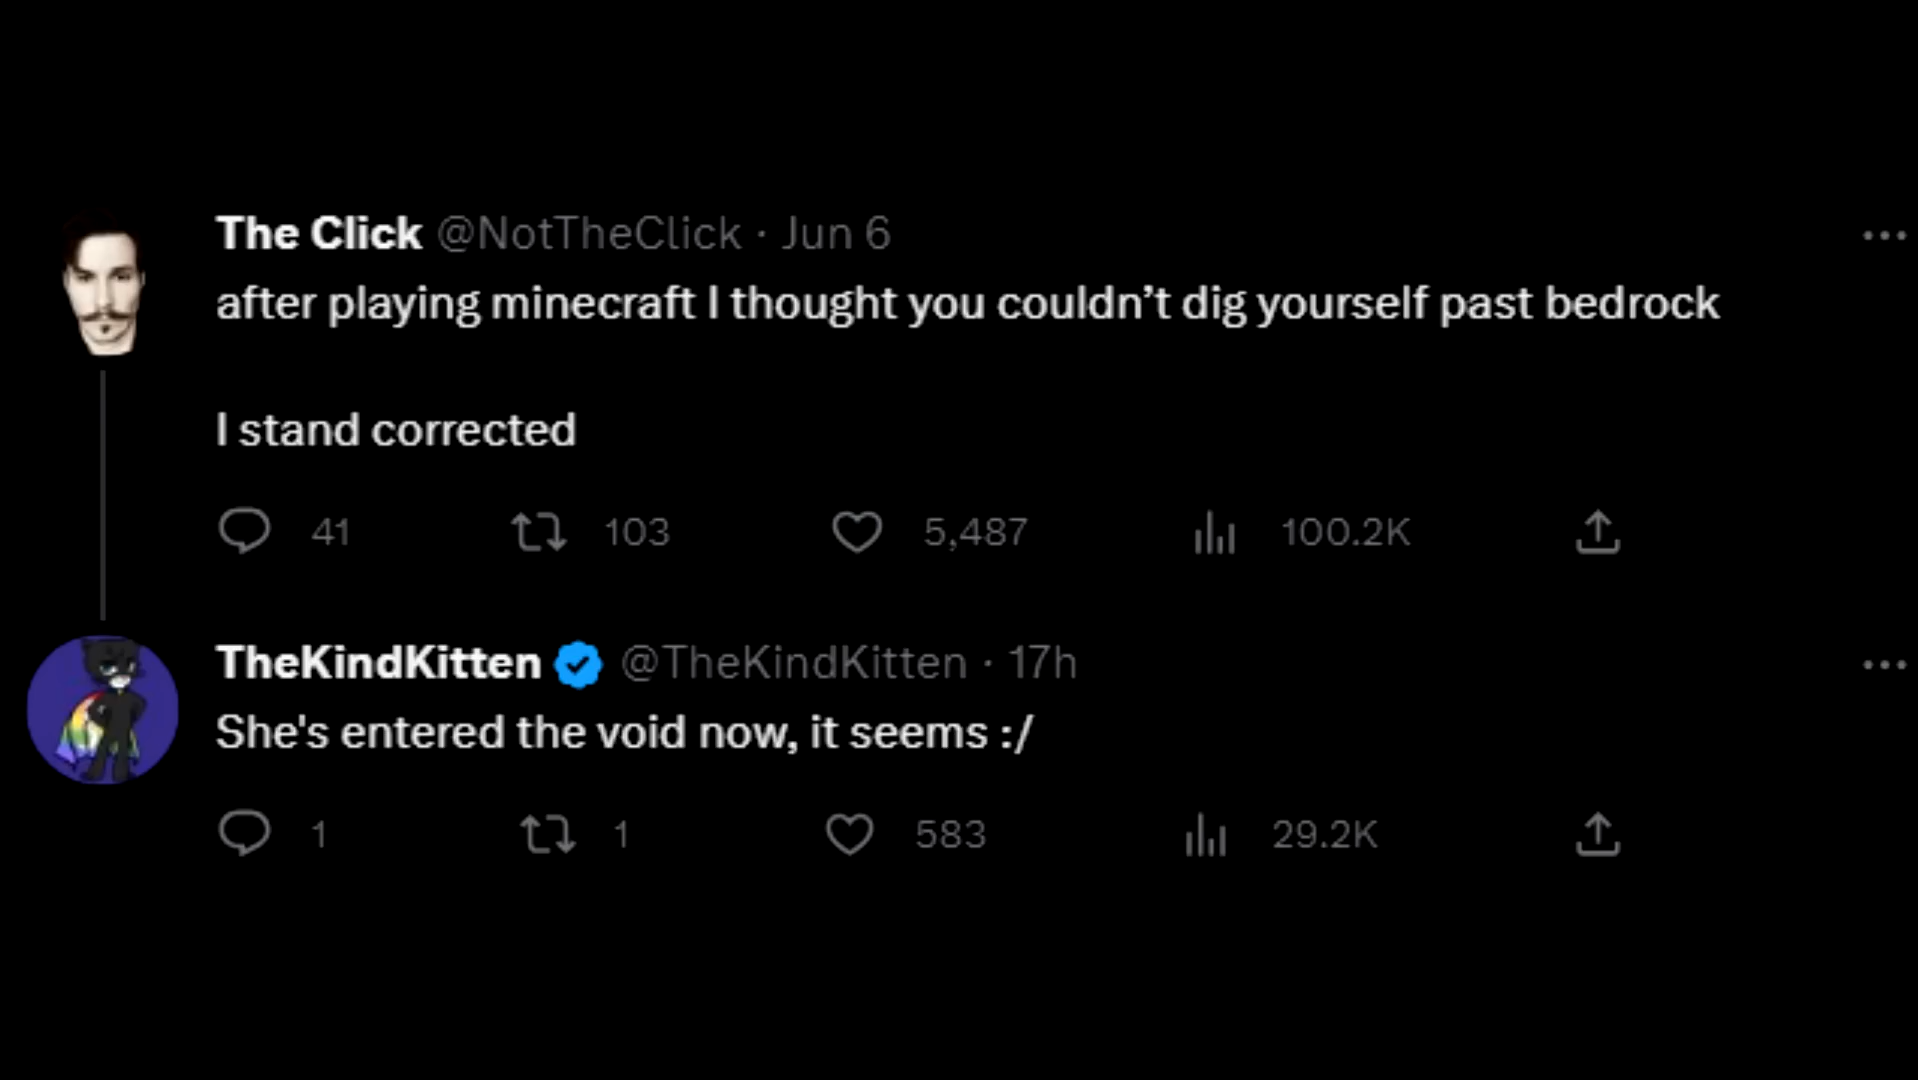 The Click @NotTheClick · Jun 6
after playing minecraft I thought you couldn’t dig yourself past bedrock
I stand corrected
41 103 5,487 100.2K
TheKindKitten @TheKindKitten · 17h
She's entered the void now, it seems :/
1 1 583 29.2K